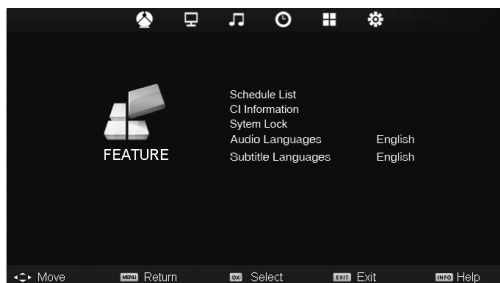 Schedule List
CI Information
Sytem Lock
Audio Languages English
FEATURE
Subtitle Languages English
Move MENU Return OK Select EXIT Exit INFO Help